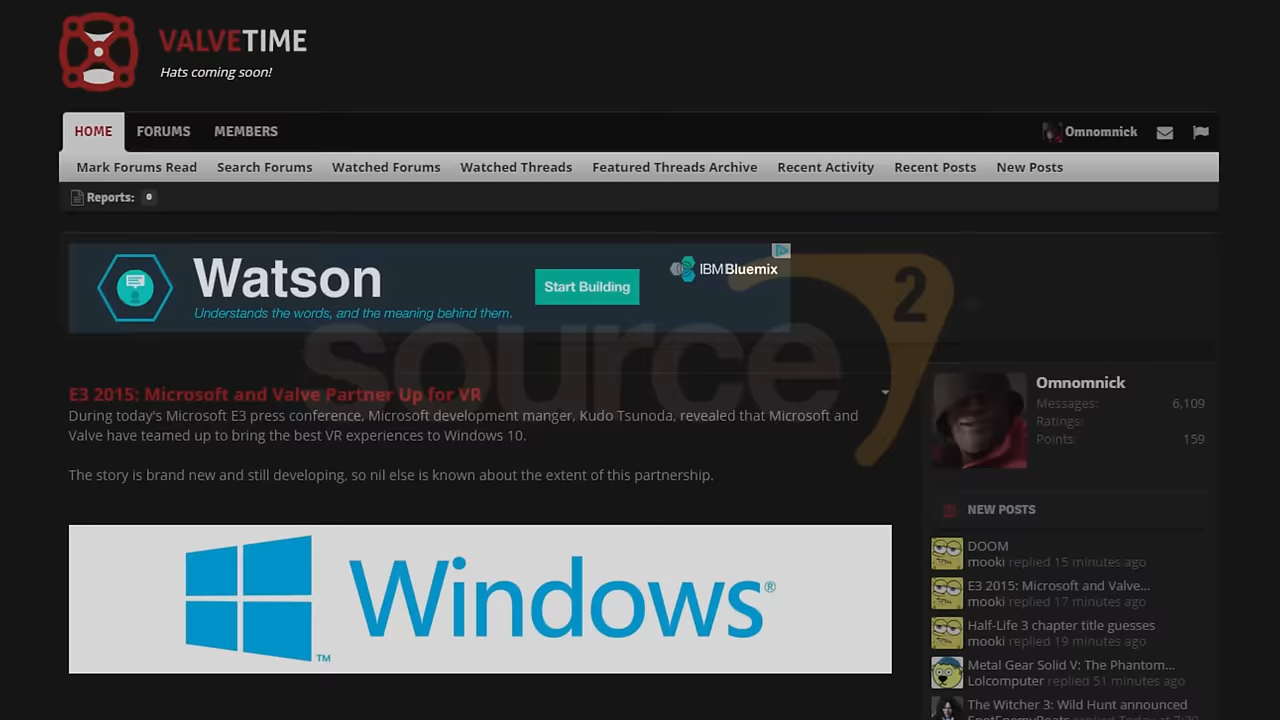 VALVETIME
Hats coming soon!
HOME FORUMS MEMBERS Omnomnick
Mark Forums Read Search Forums Watched Forums Watched Threads Featured Threads Archive Recent Activity Recent Posts New Posts
Reports: 0
Watson
Understands the words, and the meaning behind them.
Start Building
IBM Bluemix
source 2
E3 2015: Microsoft and Valve Partner Up for VR
During today's Microsoft E3 press conference, Microsoft development manger, Kudo Tsunoda, revealed that Microsoft and
Valve have teamed up to bring the best VR experiences to Windows 10.
The story is brand new and still developing, so nil else is known about the extent of this partnership.
Windows®
™
Omnomnick
Messages: 6,109
Ratings:
Points: 159
NEW POSTS
DOOM
mooki replied 15 minutes ago
E3 2015: Microsoft and Valve...
mooki replied 17 minutes ago
Half-Life 3 chapter title guesses
mooki replied 19 minutes ago
Metal Gear Solid V: The Phantom...
Lolcomputer replied 51 minutes ago
The Witcher 3: Wild Hunt announced